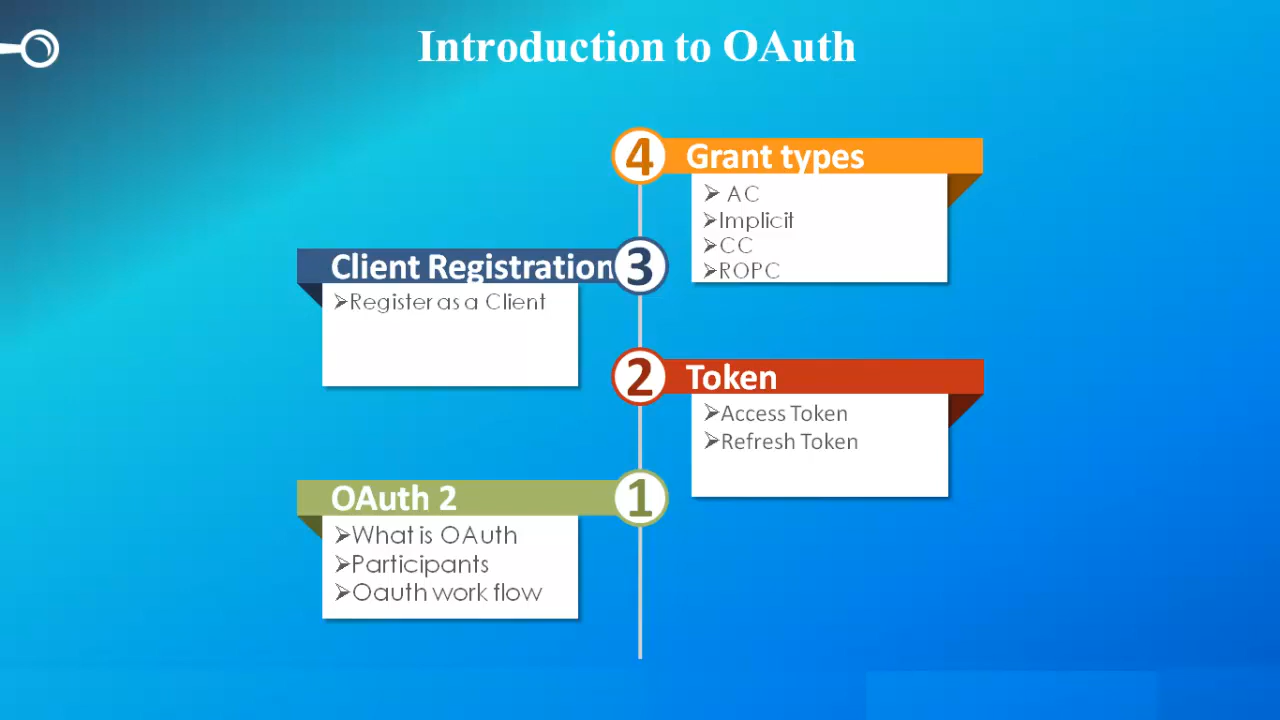 Introduction to OAuth
4
Grant types
➢ AC
➢Implicit
➢CC
➢ROPC
Client Registration
3
➢Register as a Client
2
Token
➢Access Token
➢Refresh Token
OAuth 2
1
➢What is OAuth
➢Participants
➢Oauth work flow